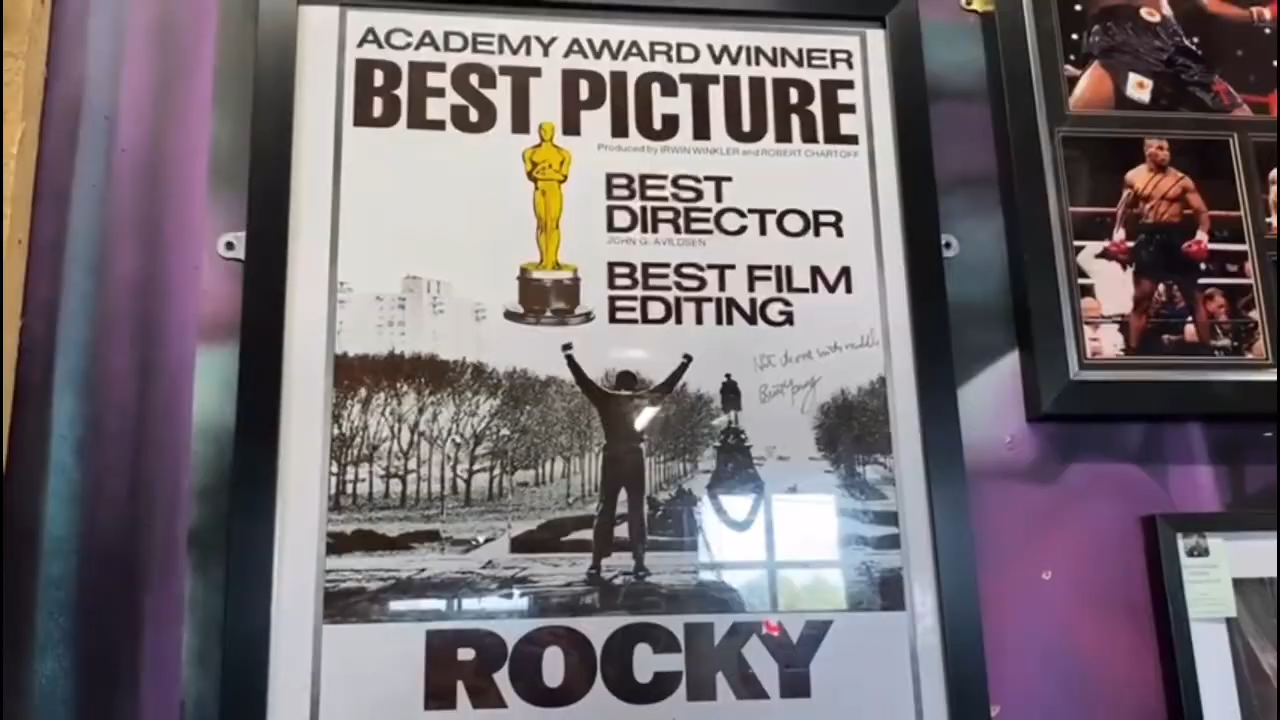 ACADEMY AWARD WINNER
BEST PICTURE
Produced by IRWIN WINKLER and ROBERT CHARTOFF
BEST
DIRECTOR
JOHN G. AVILDSEN
BEST FILM
EDITING
ROCKY